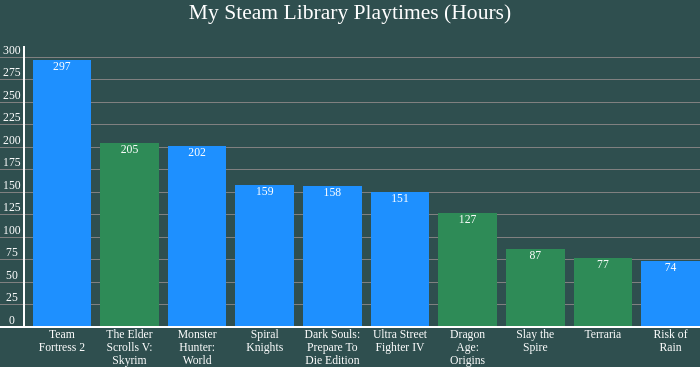 My Steam Library Playtimes (Hours)
300
275
250
225
200
175
150
125
100
75
50
25
0
297
205
202
159
158
151
127
87
77
74
Team
Fortress 2
The Elder
Scrolls V:
Skyrim
Monster
Hunter:
World
Spiral
Knights
Dark Souls:
Prepare To
Die Edition
Ultra Street
Fighter IV
Dragon
Age:
Origins
Slay the
Spire
Terraria
Risk of
Rain